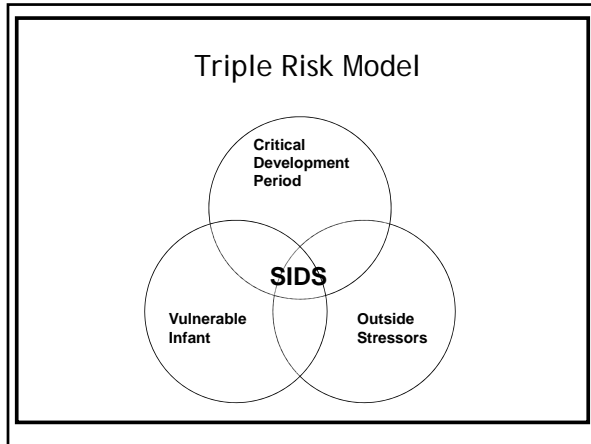 Triple Risk Model
Critical
Development
Period
SIDS
Vulnerable
Infant
Outside
Stressors